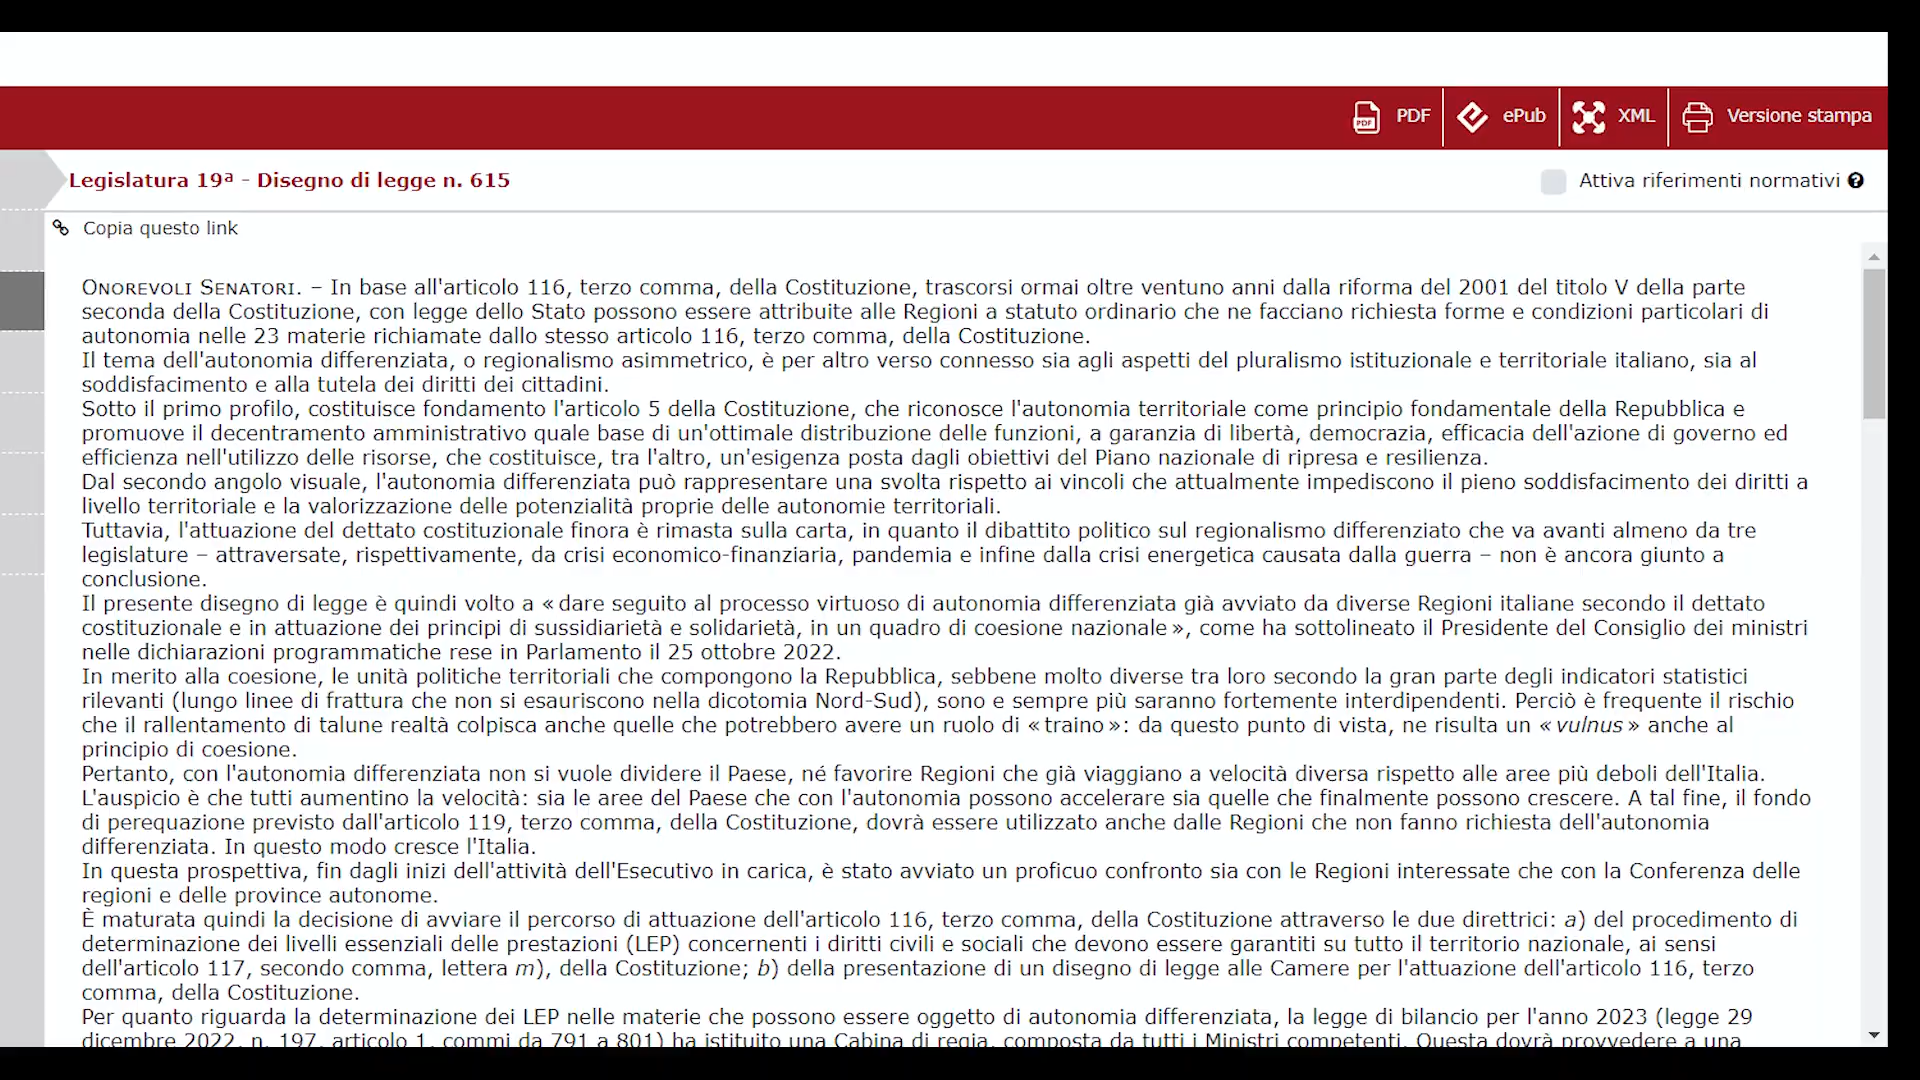 PDF ePub XML Versione stampa
Legislatura 19ª - Disegno di legge n. 615 Attiva riferimenti normativi
Copia questo link
ONOREVOLI SENATORI. – In base all'articolo 116, terzo comma, della Costituzione, trascorsi ormai oltre ventuno anni dalla riforma del 2001 del titolo V della parte
seconda della Costituzione, con legge dello Stato possono essere attribuite alle Regioni a statuto ordinario che ne facciano richiesta forme e condizioni particolari di
autonomia nelle 23 materie richiamate dallo stesso articolo 116, terzo comma, della Costituzione.
Il tema dell'autonomia differenziata, o regionalismo asimmetrico, è per altro verso connesso sia agli aspetti del pluralismo istituzionale e territoriale italiano, sia al
soddisfacimento e alla tutela dei diritti dei cittadini.
Sotto il primo profilo, costituisce fondamento l'articolo 5 della Costituzione, che riconosce l'autonomia territoriale come principio fondamentale della Repubblica e
promuove il decentramento amministrativo quale base di un'ottimale distribuzione delle funzioni, a garanzia di libertà, democrazia, efficacia dell'azione di governo ed
efficienza nell'utilizzo delle risorse, che costituisce, tra l'altro, un'esigenza posta dagli obiettivi del Piano nazionale di ripresa e resilienza.
Dal secondo angolo visuale, l'autonomia differenziata può rappresentare una svolta rispetto ai vincoli che attualmente impediscono il pieno soddisfacimento dei diritti a
livello territoriale e la valorizzazione delle potenzialità proprie delle autonomie territoriali.
Tuttavia, l'attuazione del dettato costituzionale finora è rimasta sulla carta, in quanto il dibattito politico sul regionalismo differenziato che va avanti almeno da tre
legislature – attraversate, rispettivamente, da crisi economico-finanziaria, pandemia e infine dalla crisi energetica causata dalla guerra – non è ancora giunto a
conclusione.
Il presente disegno di legge è quindi volto a « dare seguito al processo virtuoso di autonomia differenziata già avviato da diverse Regioni italiane secondo il dettato
costituzionale e in attuazione dei principi di sussidiarietà e solidarietà, in un quadro di coesione nazionale », come ha sottolineato il Presidente del Consiglio dei ministri
nelle dichiarazioni programmatiche rese in Parlamento il 25 ottobre 2022.
In merito alla coesione, le unità politiche territoriali che compongono la Repubblica, sebbene molto diverse tra loro secondo la gran parte degli indicatori statistici
rilevanti (lungo linee di frattura che non si esauriscono nella dicotomia Nord-Sud), sono e sempre più saranno fortemente interdipendenti. Perciò è frequente il rischio
che il rallentamento di talune realtà colpisca anche quelle che potrebbero avere un ruolo di « traino »: da questo punto di vista, ne risulta un « vulnus » anche al
principio di coesione.
Pertanto, con l'autonomia differenziata non si vuole dividere il Paese, né favorire Regioni che già viaggiano a velocità diversa rispetto alle aree più deboli dell'Italia.
L'auspicio è che tutti aumentino la velocità: sia le aree del Paese che con l'autonomia possono accelerare sia quelle che finalmente possono crescere. A tal fine, il fondo
di perequazione previsto dall'articolo 119, terzo comma, della Costituzione, dovrà essere utilizzato anche dalle Regioni che non fanno richiesta dell'autonomia
differenziata. In questo modo cresce l'Italia.
In questa prospettiva, fin dagli inizi dell'attività dell'Esecutivo in carica, è stato avviato un proficuo confronto sia con le Regioni interessate che con la Conferenza delle
regioni e delle province autonome.
È maturata quindi la decisione di avviare il percorso di attuazione dell'articolo 116, terzo comma, della Costituzione attraverso le due direttrici: a) del procedimento di
determinazione dei livelli essenziali delle prestazioni (LEP) concernenti i diritti civili e sociali che devono essere garantiti su tutto il territorio nazionale, ai sensi
dell'articolo 117, secondo comma, lettera m), della Costituzione; b) della presentazione di un disegno di legge alle Camere per l'attuazione dell'articolo 116, terzo
comma, della Costituzione.
Per quanto riguarda la determinazione dei LEP nelle materie che possono essere oggetto di autonomia differenziata, la legge di bilancio per l'anno 2023 (legge 29
dicembre 2022, n. 197, articolo 1, commi da 791 a 801) ha istituito una Cabina di regia, composta da tutti i Ministri competenti. Questa dovrà provvedere a una